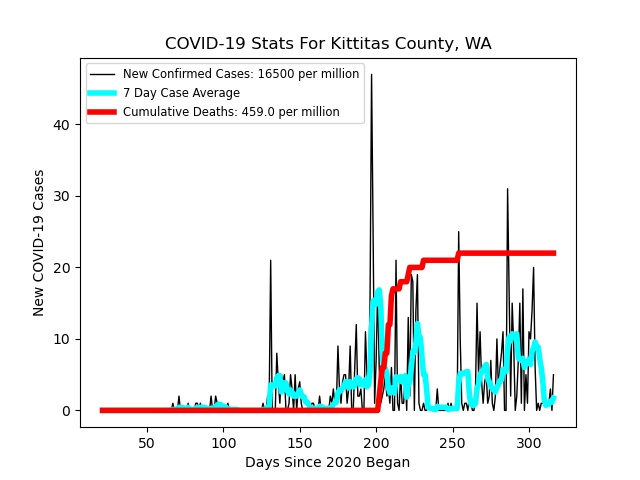 COVID-19 Stats For Kittitas County, WA
New Confirmed Cases: 16500 per million
7 Day Case Average
Cumulative Deaths: 459.0 per million
New COVID-19 Cases
40
30
20
10
0
50 100 150 200 250 300
Days Since 2020 Began